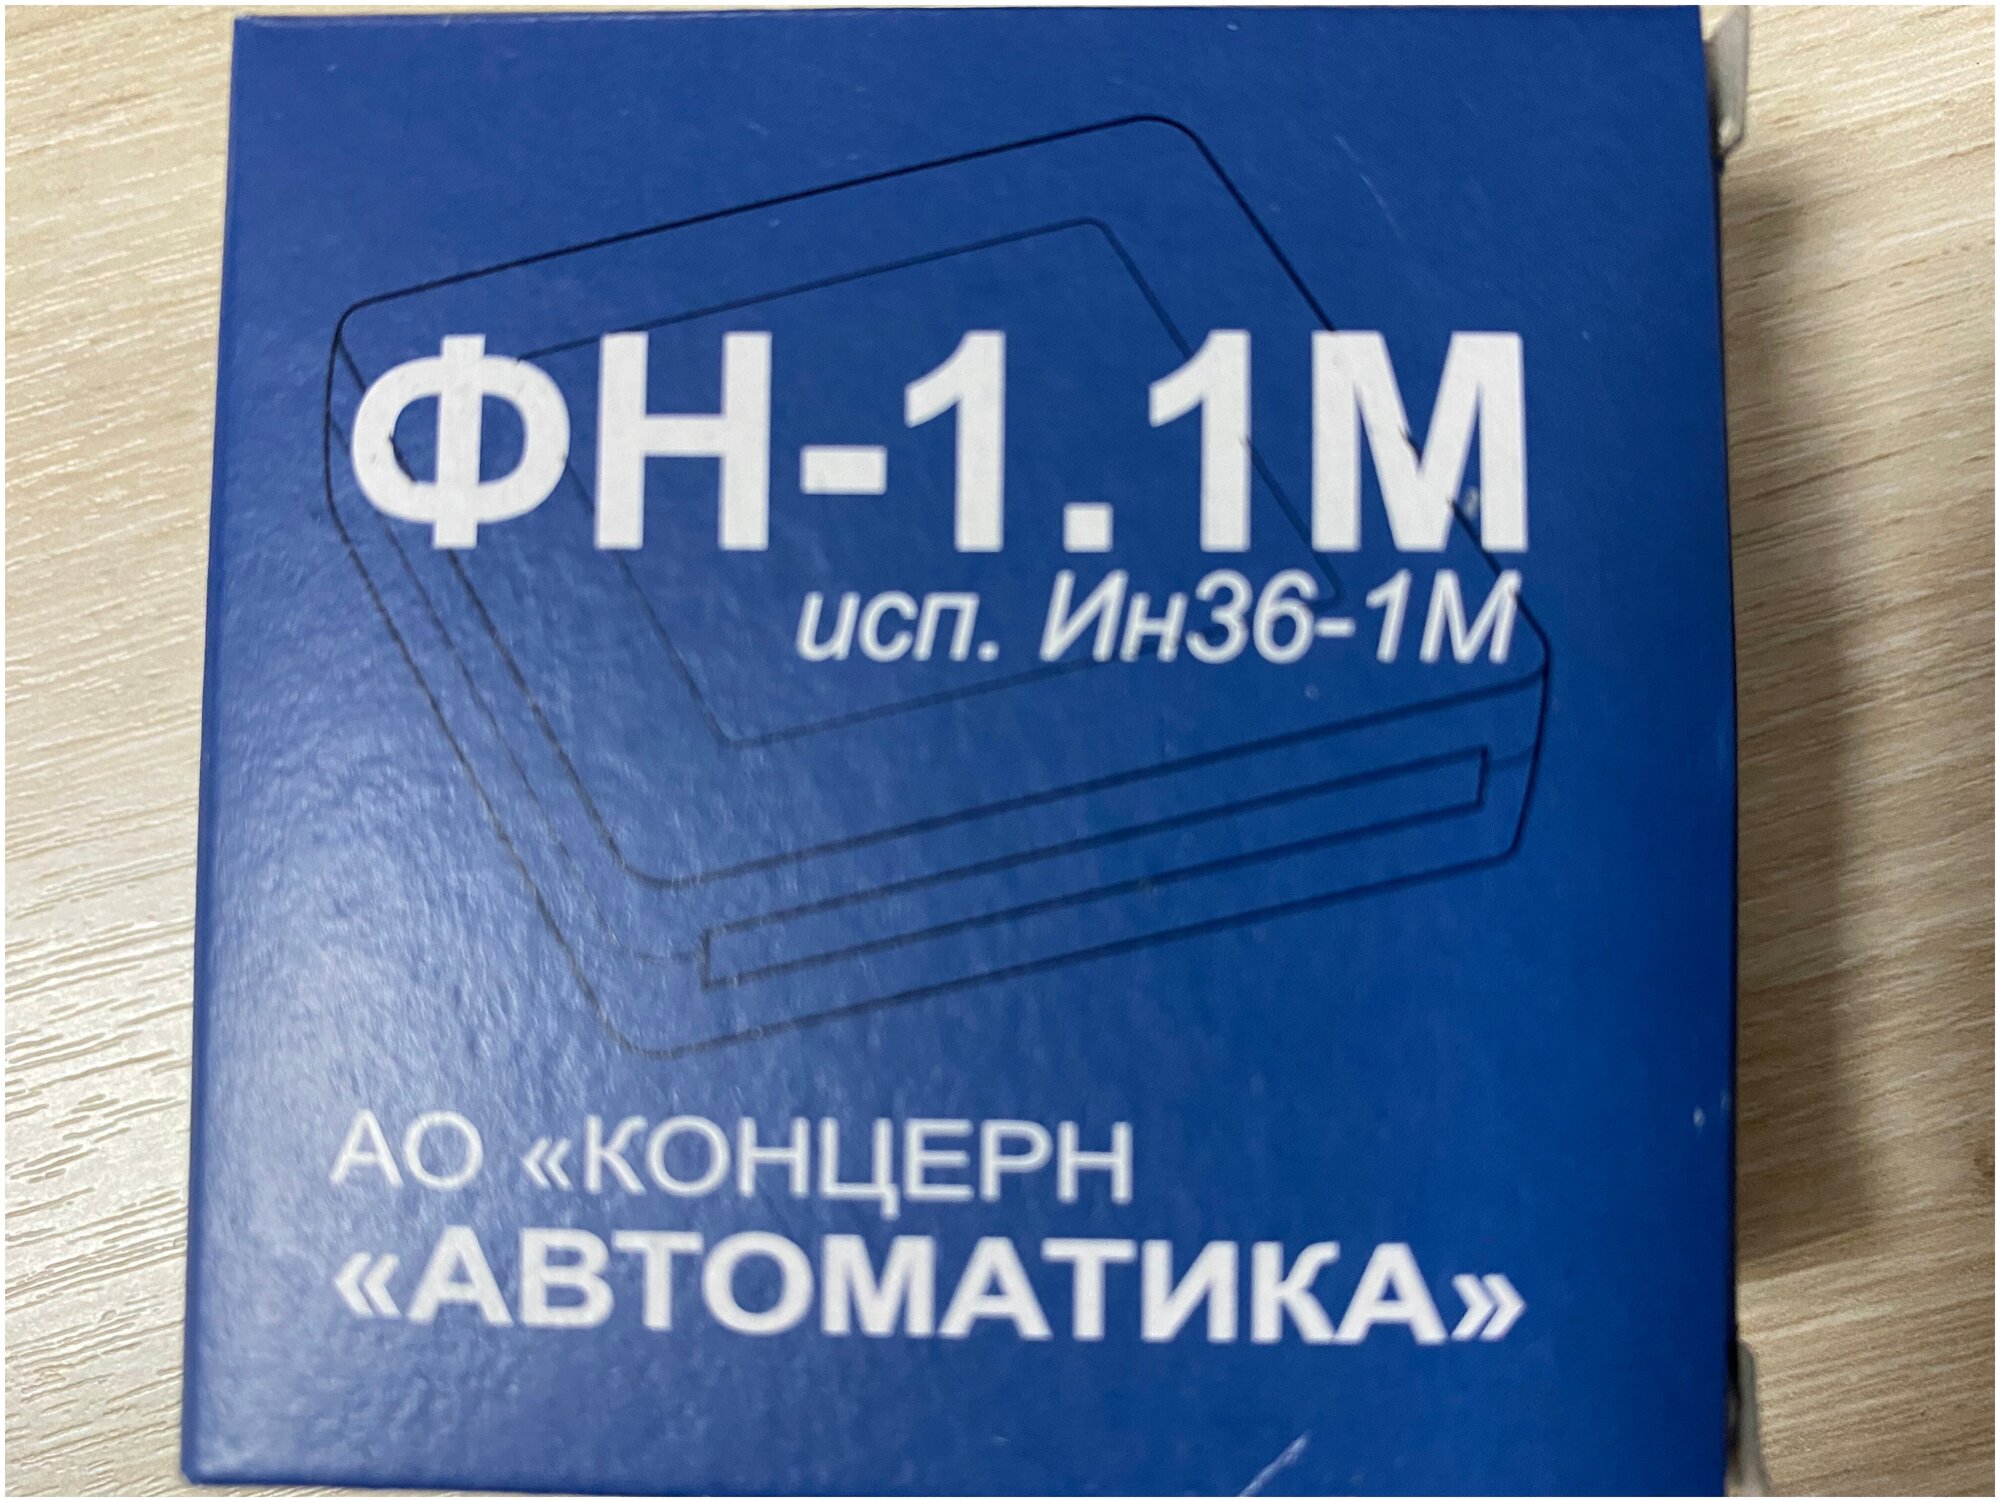 ФН-1.1М
исп. Ин36-1М
АО «КОНЦЕРН
«АВТОМАТИКА»